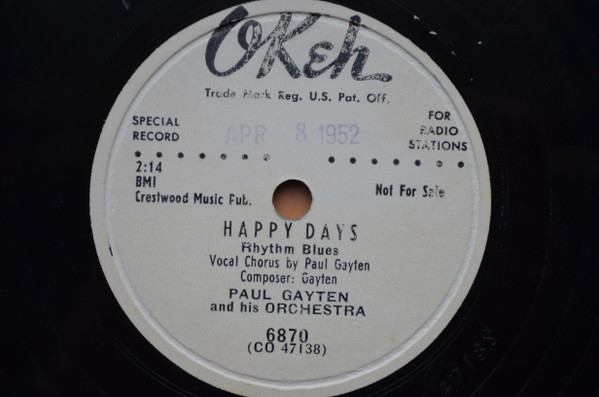 OKeh
Trade Mark Reg. U.S. Pat. Off.
SPECIAL RECORD
FOR RADIO STATIONS
APR 8 1952
2:14
BMI
Crestwood Music Pub.
Not For Sale
HAPPY DAYS
Rhythm Blues
Vocal Chorus by Paul Gayten
Composer: Gayten
PAUL GAYTEN
and his ORCHESTRA
6870
(CO 47138)
47138